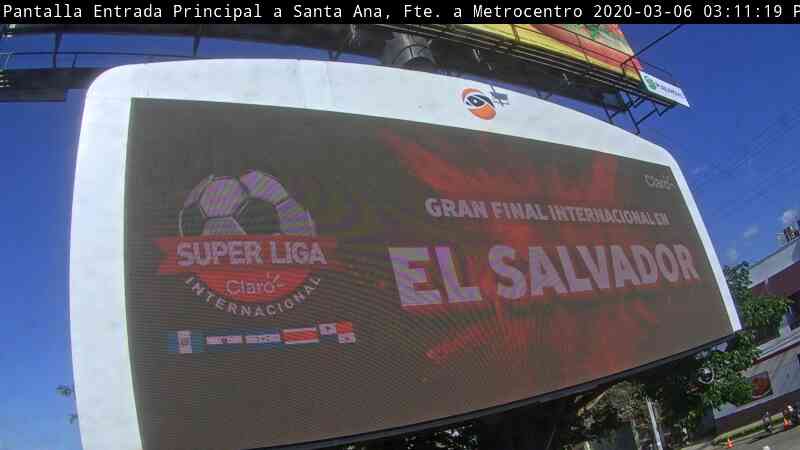 Pantalla Entrada Principal a Santa Ana, Fte. a Metrocentro 2020-03-06 03:11:19 P
Claro
GRAN FINAL INTERNACIONAL EN
EL SALVADOR
SUPER LIGA
Claro
INTERNACIONAL